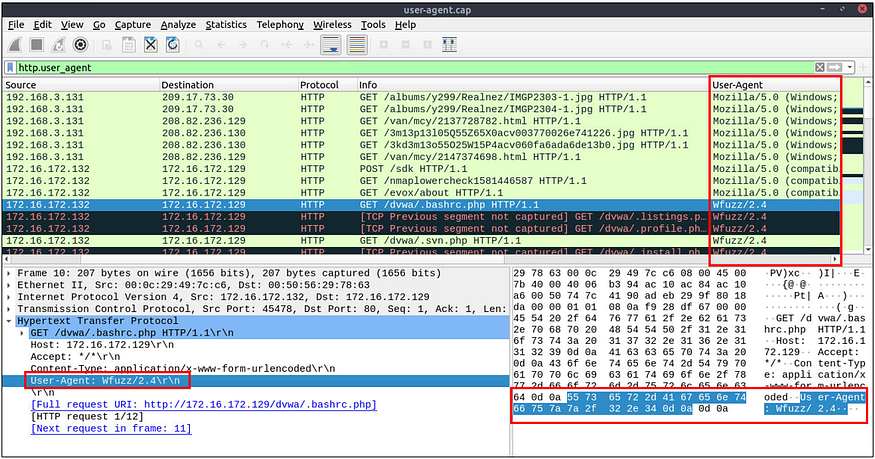 user-agent.cap
File Edit View Go Capture Analyze Statistics Telephony Wireless Tools Help
http.user_agent
Source Destination Protocol Info User-Agent
192.168.3.131 209.17.73.30 HTTP GET /albums/y299/Realnez/IMGP2303-1.jpg HTTP/1.1 Mozilla/5.0 (Windows;
192.168.3.131 209.17.73.30 HTTP GET /albums/y299/Realnez/IMGP2304-1.jpg HTTP/1.1 Mozilla/5.0 (Windows;
192.168.3.131 208.82.236.129 HTTP GET /van/mcy/2137728782.html HTTP/1.1 Mozilla/5.0 (Windows;
192.168.3.131 208.82.236.130 HTTP GET /3m13p13l05Q55Z65X0acv003770026e741226.jpg HTTP/1.1 Mozilla/5.0 (Windows;
192.168.3.131 208.82.236.130 HTTP GET /3kd3m13o55O25W15P4acv060fa6ada6de13b0.jpg HTTP/1.1 Mozilla/5.0 (Windows;
192.168.3.131 208.82.236.129 HTTP GET /van/mcy/2147374698.html HTTP/1.1 Mozilla/5.0 (Windows;
172.16.172.132 172.16.172.129 HTTP POST /sdk HTTP/1.1 Mozilla/5.0 (compatib
172.16.172.132 172.16.172.129 HTTP GET /nmaplowercheck1581446587 HTTP/1.1 Mozilla/5.0 (compatib
172.16.172.132 172.16.172.129 HTTP GET /evox/about HTTP/1.1 Mozilla/5.0 (compatib
172.16.172.132 172.16.172.129 HTTP GET /dvwa/.bashrc.php HTTP/1.1 Wfuzz/2.4
172.16.172.132 172.16.172.129 HTTP [TCP Previous segment not captured] GET /dvwa/.listings.p… Wfuzz/2.4
172.16.172.132 172.16.172.129 HTTP [TCP Previous segment not captured] GET /dvwa/.profile.ph… Wfuzz/2.4
172.16.172.132 172.16.172.129 HTTP GET /dvwa/.svn.php HTTP/1.1 Wfuzz/2.4
172.16.172.132 172.16.172.129 HTTP [TCP Previous segment not captured] GET /dvwa/ install ph Wfuzz/2.4
Frame 10: 207 bytes on wire (1656 bits), 207 bytes captured (1656 bits)
Ethernet II, Src: 00:0c:29:49:7c:c6, Dst: 00:50:56:29:78:63
Internet Protocol Version 4, Src: 172.16.172.132, Dst: 172.16.172.129
Transmission Control Protocol, Src Port: 45478, Dst Port: 80, Seq: 1, Ack: 1, Len:
Hypertext Transfer Protocol
GET /dvwa/.bashrc.php HTTP/1.1\r\n
Host: 172.16.172.129\r\n
Accept: */*\r\n
Content-Type: application/x-www-form-urlencoded\r\n
User-Agent: Wfuzz/2.4\r\n
\r\n
[Full request URI: http://172.16.172.129/dvwa/.bashrc.php]
[HTTP request 1/12]
[Next request in frame: 11]
29 78 63 00 0c 29 49 7c c6 08 00 45 00 ·PV)xc ·· )I|···E·
7b 40 00 40 06 b3 94 ac 10 ac 84 ac 10
a6 00 50 74 7c 41 90 ad eb 29 9f 80 18
da 00 00 01 01 08 0a f9 28 df 67 00 00
45 54 20 2f 64 76 77 61 2f 2e 62 61 73 ··GET /d vwa/.bas
2e 70 68 70 20 48 54 54 50 2f 31 2e 31 hrc.php HTTP/1.1
6f 73 74 3a 20 31 37 32 2e 31 36 2e 31 ··Host: 172.16.1
31 32 39 0d 0a 41 63 63 65 70 74 3a 20 72.129·· Accept:
0d 0a 43 6f 6e 74 65 6e 74 2d 54 79 70 */*··Con tent-Typ
61 70 70 6c 69 63 61 74 69 6f 6e 2f 78 e: appli cation/x
77 2d 66 6f 72 6d 2d 75 72 6c 65 6e 63 -www-for m-urlenc
64 0d 0a 55 73 65 72 2d 41 67 65 6e 74 oded··Us er-Agent
66 75 7a 7a 2f 32 2e 34 0d 0a 0d 0a : Wfuzz/ 2.4····